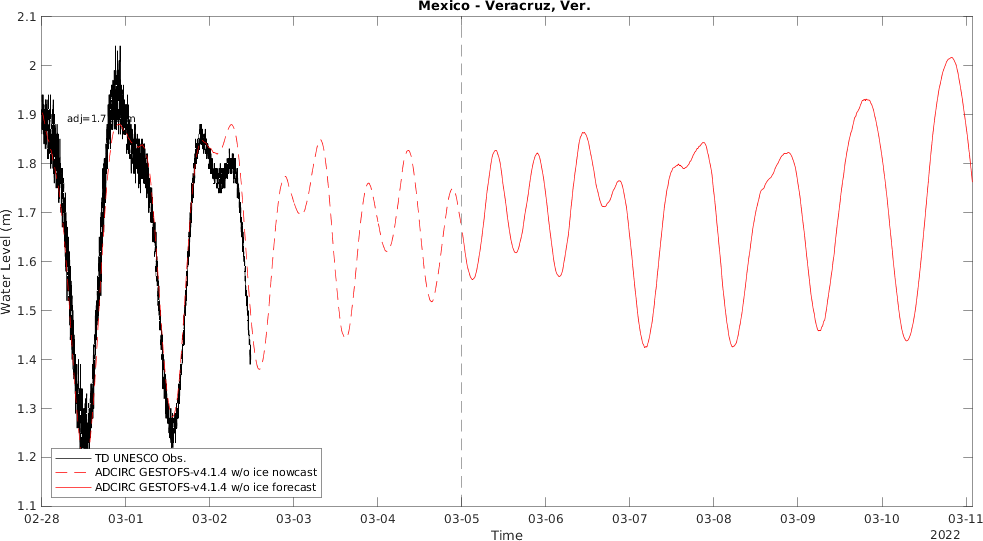 Mexico - Veracruz, Ver.
2.1
2
1.9
1.8
1.7
1.6
1.5
1.4
1.3
1.2
1.1
Water Level (m)
adj=1.7 m
TD UNESCO Obs.
ADCIRC GESTOFS-v4.1.4 w/o ice nowcast
ADCIRC GESTOFS-v4.1.4 w/o ice forecast
02-28 03-01 03-02 03-03 03-04 03-05 03-06 03-07 03-08 03-09 03-10 03-11
Time
2022